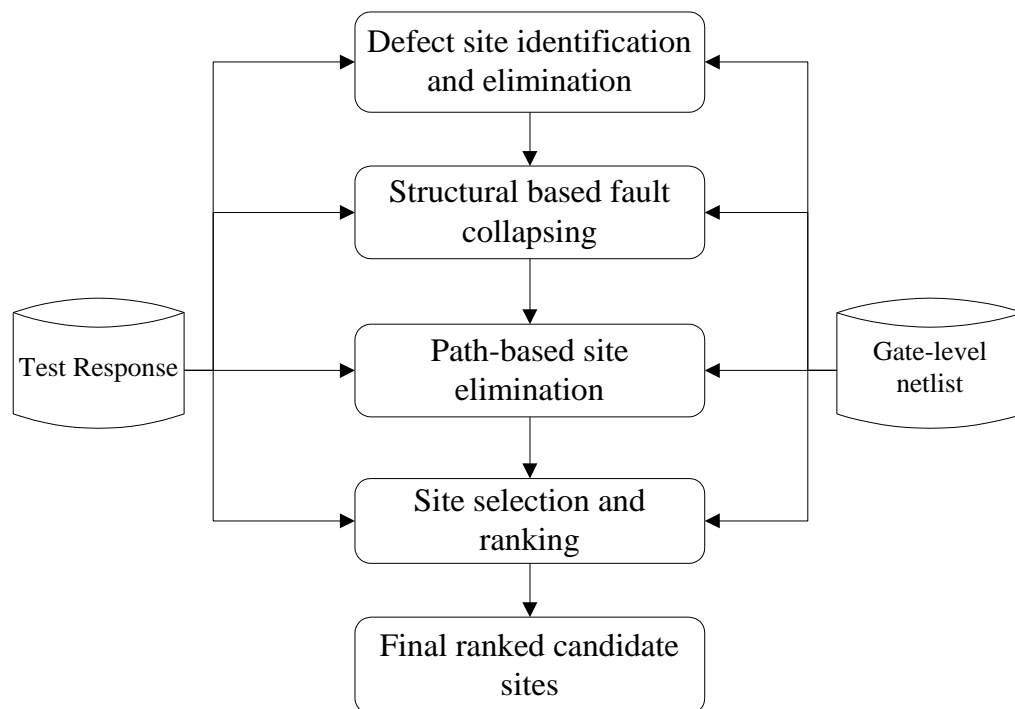 Defect site identification
and elimination
Structural based fault
collapsing
Test Response
Path-based site
elimination
Gate-level
netlist
Site selection and
ranking
Final ranked candidate
sites